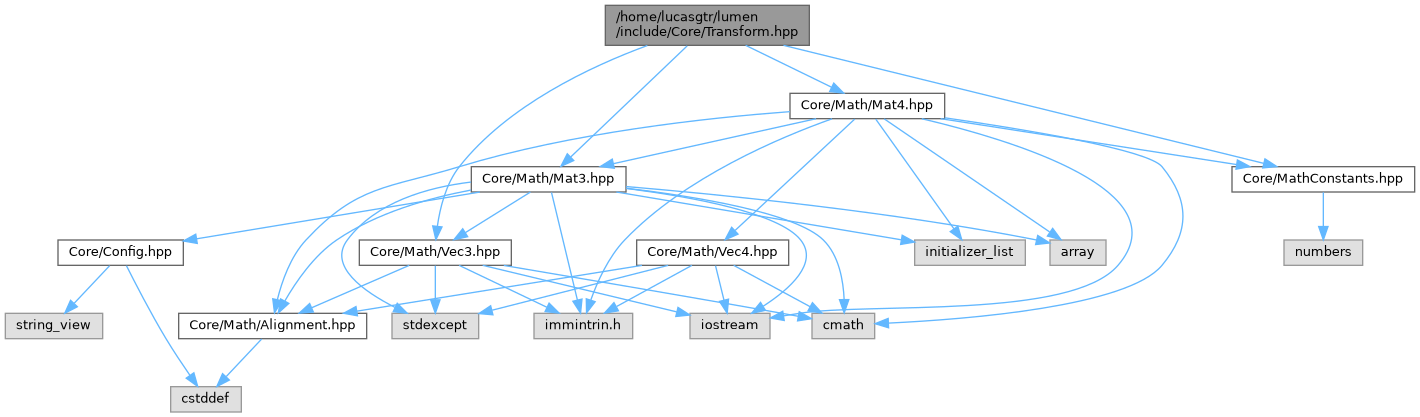 /home/lucasgtr/lumen
/include/Core/Transform.hpp
Core/Math/Mat4.hpp
Core/Math/Mat3.hpp
Core/MathConstants.hpp
Core/Config.hpp
Core/Math/Vec3.hpp
Core/Math/Vec4.hpp
initializer_list
array
numbers
string_view
Core/Math/Alignment.hpp
stdexcept
immintrin.h
iostream
cmath
cstddef